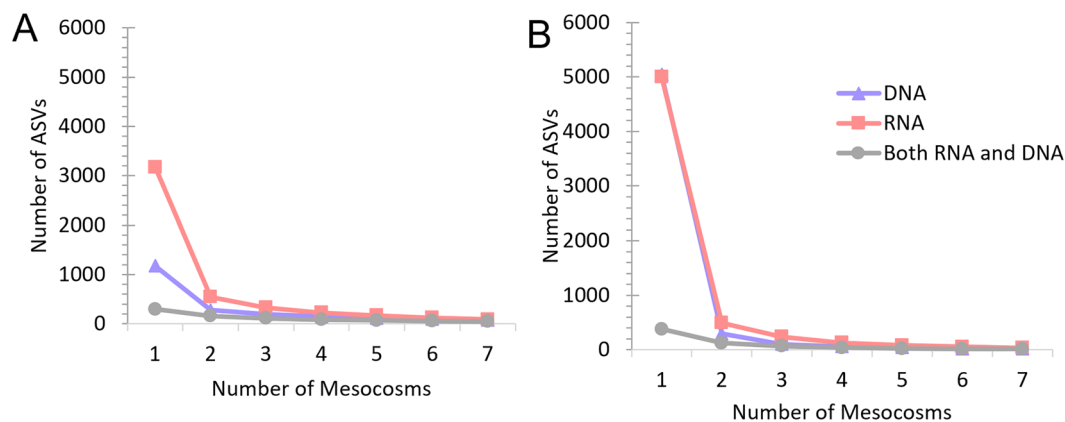 A
6000
5000
4000
3000
2000
1000
0
Number of ASVs
1 2 3 4 5 6 7
Number of Mesocosms
B
6000
5000
4000
3000
2000
1000
0
Number of ASVs
1 2 3 4 5 6 7
Number of Mesocosms
DNA
RNA
Both RNA and DNA